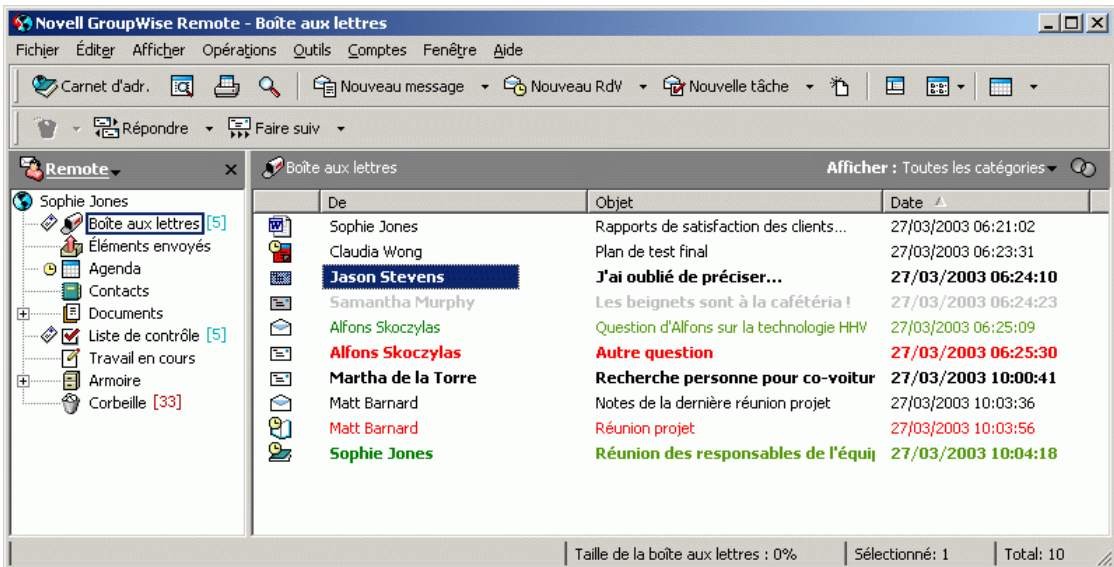 Novell GroupWise Remote - Boîte aux lettres
Fichier Éditer Afficher Opérations Outils Comptes Fenêtre Aide
Carnet d'adr. Nouveau message Nouveau RdV Nouvelle tâche
Répondre Faire suiv
Remote Boîte aux lettres Afficher : Toutes les catégories
Sophie Jones
Boîte aux lettres [5]
Éléments envoyés
Agenda
Contacts
Documents
Liste de contrôle [5]
Travail en cours
Armoire
Corbeille [33]
De Objet Date
Sophie Jones Rapports de satisfaction des clients... 27/03/2003 06:21:02
Claudia Wong Plan de test final 27/03/2003 06:23:31
Jason Stevens J'ai oublié de préciser... 27/03/2003 06:24:10
Samantha Murphy Les beignets sont à la cafétéria ! 27/03/2003 06:24:23
Alfons Skoczylas Question d'Alfons sur la technologie HHV 27/03/2003 06:25:09
Alfons Skoczylas Autre question 27/03/2003 06:25:30
Martha de la Torre Recherche personne pour co-voitur 27/03/2003 10:00:41
Matt Barnard Notes de la dernière réunion projet 27/03/2003 10:03:36
Matt Barnard Réunion projet 27/03/2003 10:03:56
Sophie Jones Réunion des responsables de l'équip 27/03/2003 10:04:18
Taille de la boîte aux lettres : 0% Sélectionné: 1 Total: 10